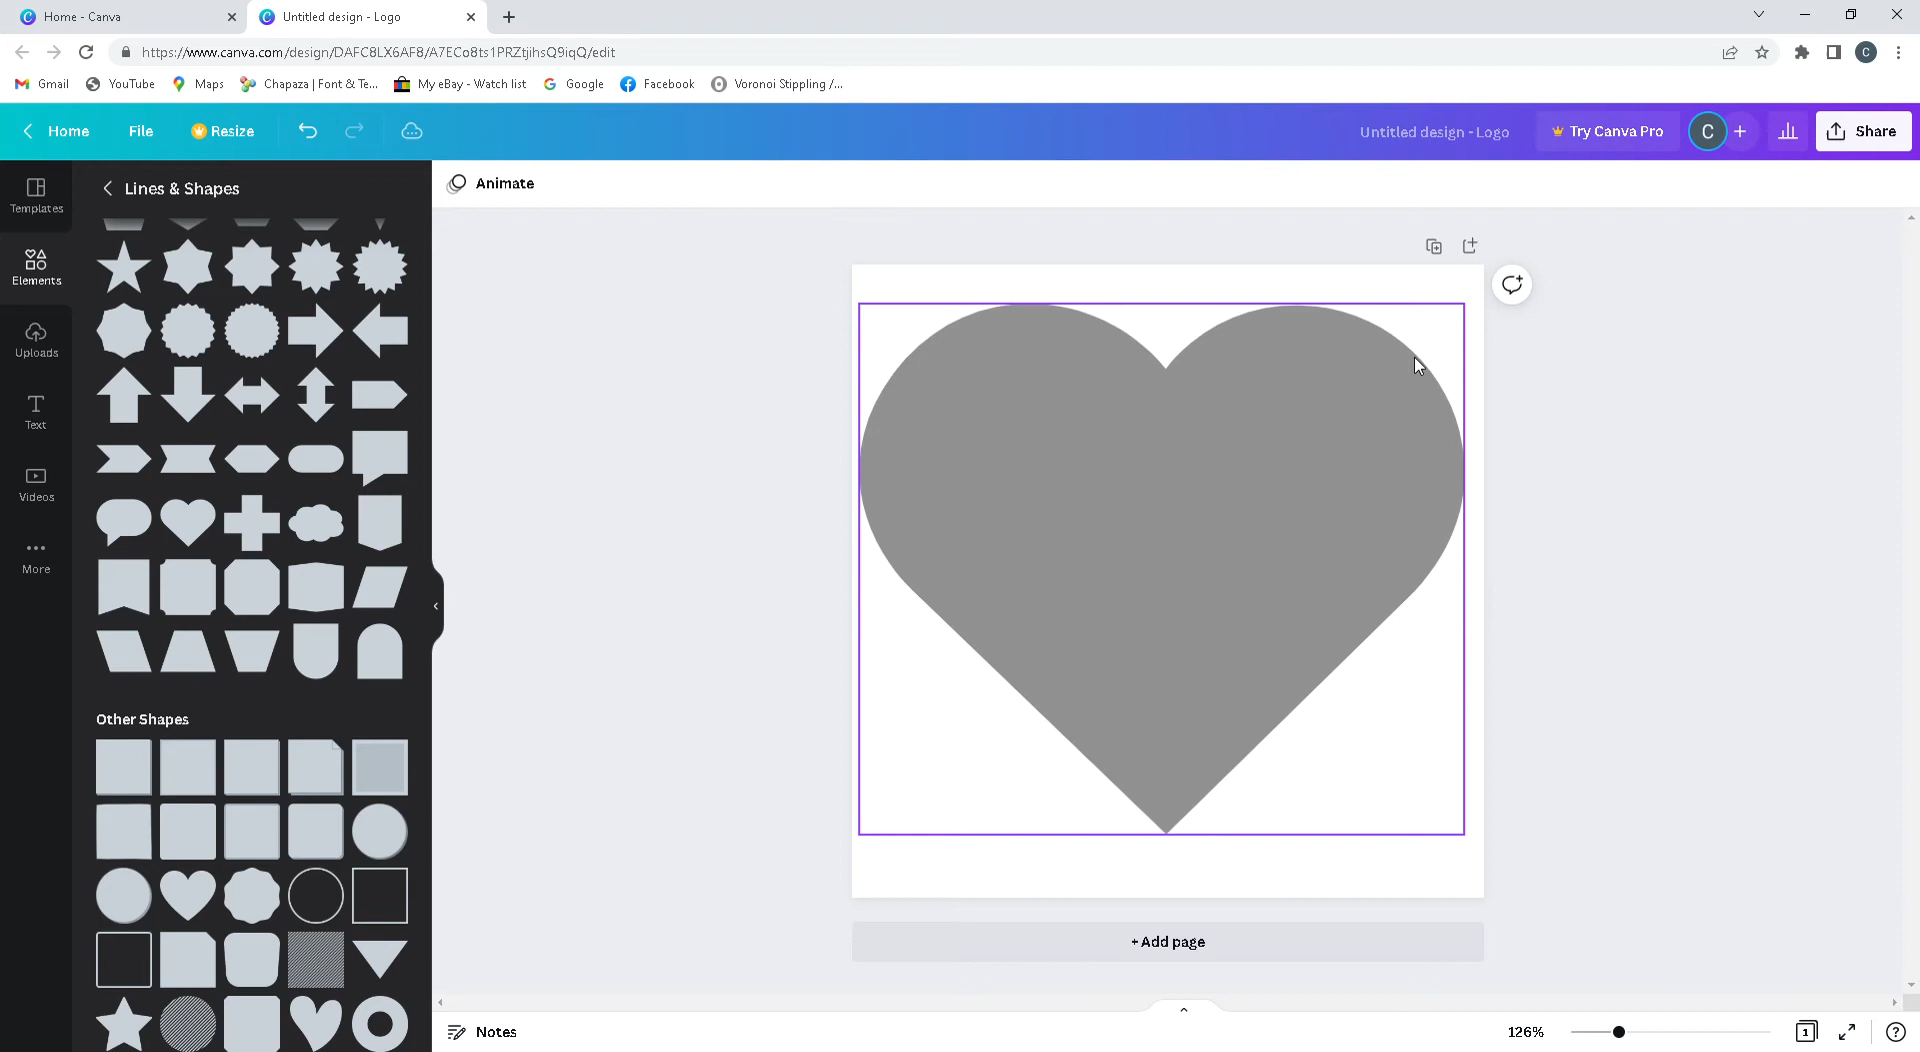 Home - Canva
Untitled design - Logo
https://www.canva.com/design/DAFC8LX6AF8/A7ECo8ts1PRZtjihsQ9iqQ/edit
C
Gmail
YouTube
Maps
Chapaza | Font & Te...
My eBay - Watch list
Google
Facebook
Voronoi Stippling /...
Home
File
Resize
Untitled design - Logo
Try Canva Pro
C
Share
Templates
Elements
Uploads
Text
Videos
More
Lines & Shapes
Other Shapes
Animate
+ Add page
Notes
126%
1